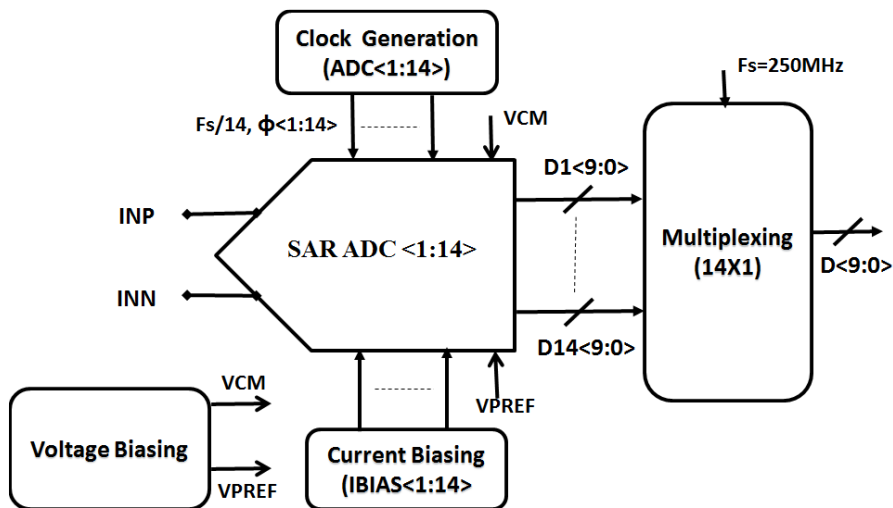 Clock Generation
(ADC<1:14>)
Fs=250MHz
Fs/14, Φ<1:14>
VCM
D1<9:0>
INP
SAR ADC <1:14>
Multiplexing
(14X1)
D<9:0>
INN
D14<9:0>
VCM
VPREF
Voltage Biasing
Current Biasing
(IBIAS<1:14>
VPREF